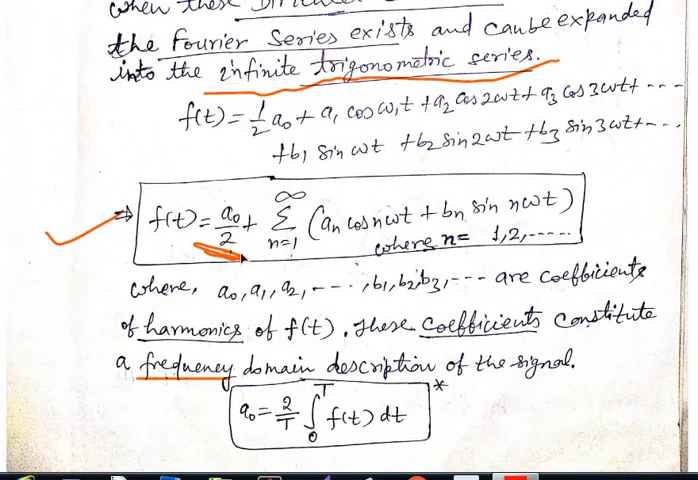 when these
the Fourier Series exists and can be expanded
into the infinite trigonometric series.
f(t) = 1/2 a₀ + a₁ cos ω₁t + a₂ cos 2ωt + a₃ cos 3ωt + ----
+ b₁ sin ωt + b₂ sin 2ωt + b₃ sin 3ωt + ----
⇒ f(t) = a₀/2 + ∞ Σ n=1 (aₙ cos nωt + bₙ sin nωt)
where n = 1, 2, ------
where, a₀, a₁, a₂, ---- , b₁, b₂, b₃, --- are coefficients
of harmonics of f(t). These coefficients constitute
a frequency domain description of the signal.
a₀ = 2/T ∫₀ᵀ f(t) dt *